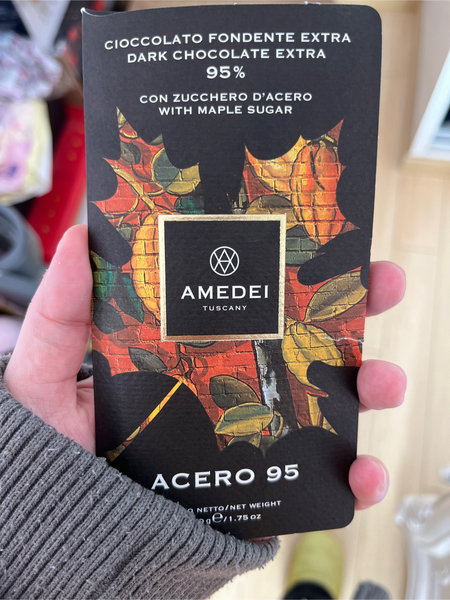 CIOCCOLATO FONDENTE EXTRA
DARK CHOCOLATE EXTRA
95%
CON ZUCCHERO D'ACERO
WITH MAPLE SUGAR
AMEDEI
TUSCANY
ACERO 95
NETTO/NET WEIGHT
g℮/1.75 oz